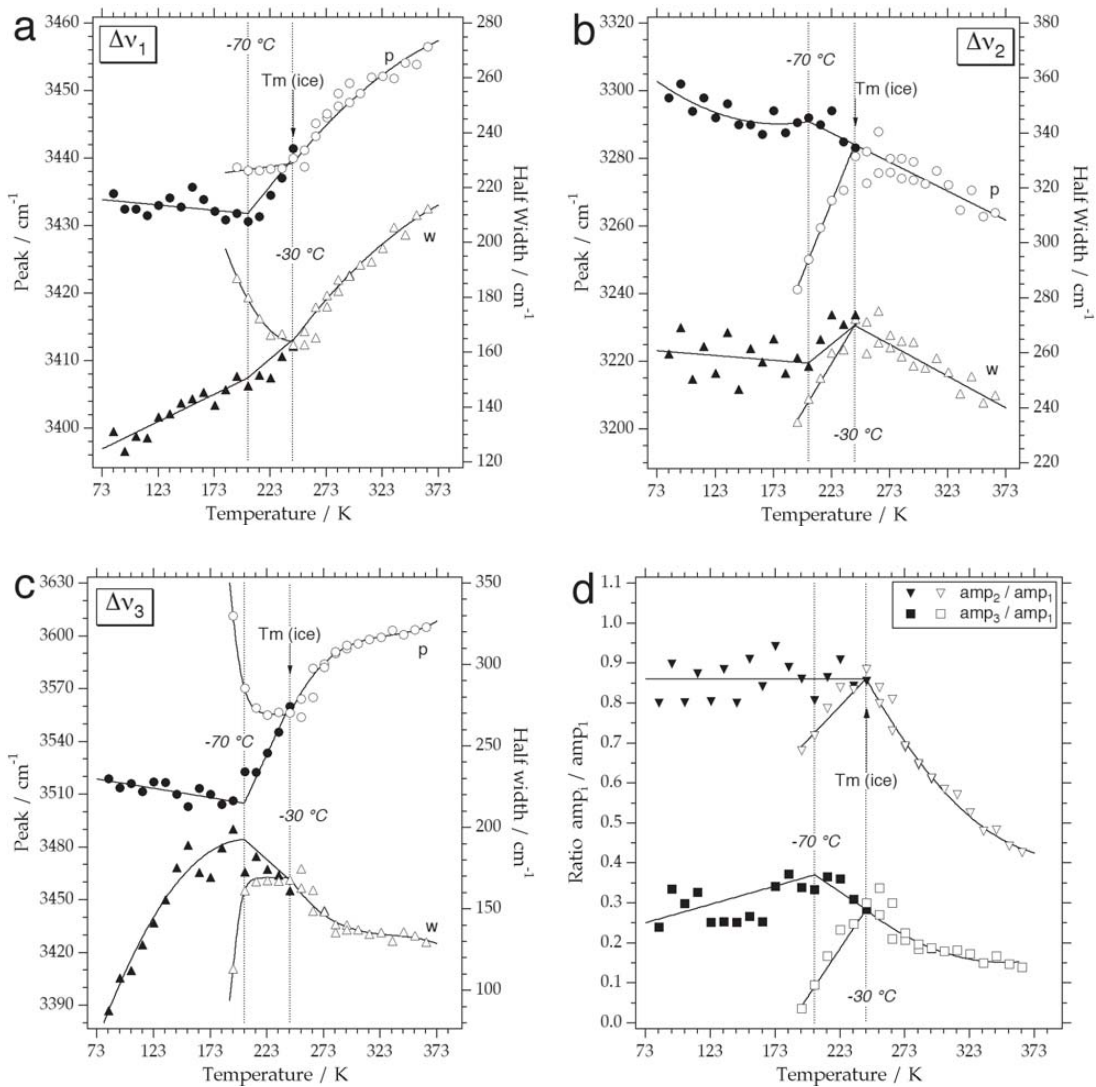 a
Δν1
-70 °C
Tm (ice)
p
-30 °C
w
Peak / cm-1
Half Width / cm-1
3460
3450
3440
3430
3420
3410
3400
280
260
240
220
200
180
160
140
120
73 123 173 223 273 323 373
Temperature / K
b
Δν2
-70 °C
Tm (ice)
p
w
-30 °C
Peak / cm-1
Half Width / cm-1
3320
3300
3280
3260
3240
3220
3200
380
360
340
320
300
280
260
240
220
73 123 173 223 273 323 373
Temperature / K
c
Δν3
Tm (ice)
p
-70 °C
-30 °C
w
Peak / cm-1
Half width / cm-1
3630
3600
3570
3540
3510
3480
3450
3420
3390
350
300
250
200
150
100
73 123 173 223 273 323 373
Temperature / K
d
amp2 / amp1
amp3 / amp1
Tm (ice)
-70 °C
-30 °C
Ratio ampi / amp1
1.1
1.0
0.9
0.8
0.7
0.6
0.5
0.4
0.3
0.2
0.1
0.0
73 123 173 223 273 323 373
Temperature / K